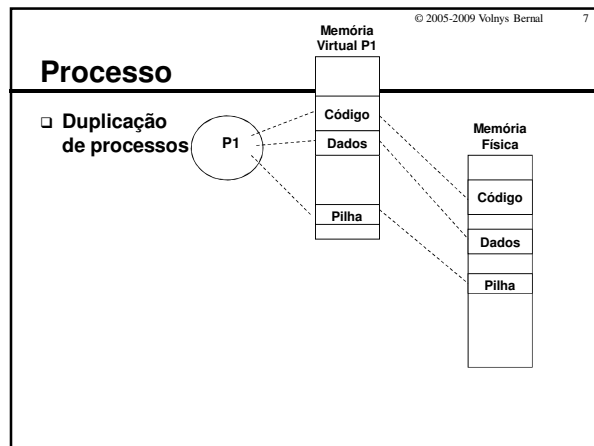 © 2005-2009 Volnys Bernal 7
Processo
❑ Duplicação
de processos
P1
Memória
Virtual P1
Código
Dados
Pilha
Memória
Física
Código
Dados
Pilha